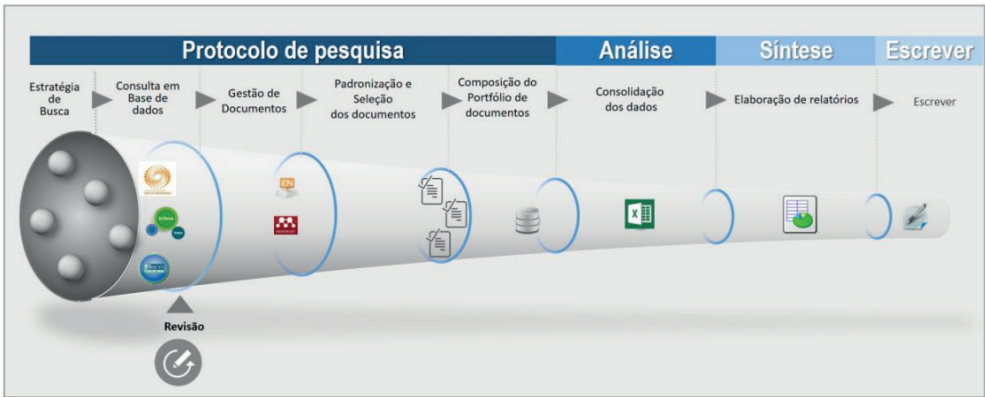 Protocolo de pesquisa
Análise
Síntese
Escrever
Estratégia
de
Busca
Consulta em
Base de
dados
Gestão de
Documentos
Padronização e
Seleção
dos documentos
Composição do
Portfólio de
documentos
Consolidação
dos dados
Elaboração de relatórios
Escrever
EN
X
Revisão